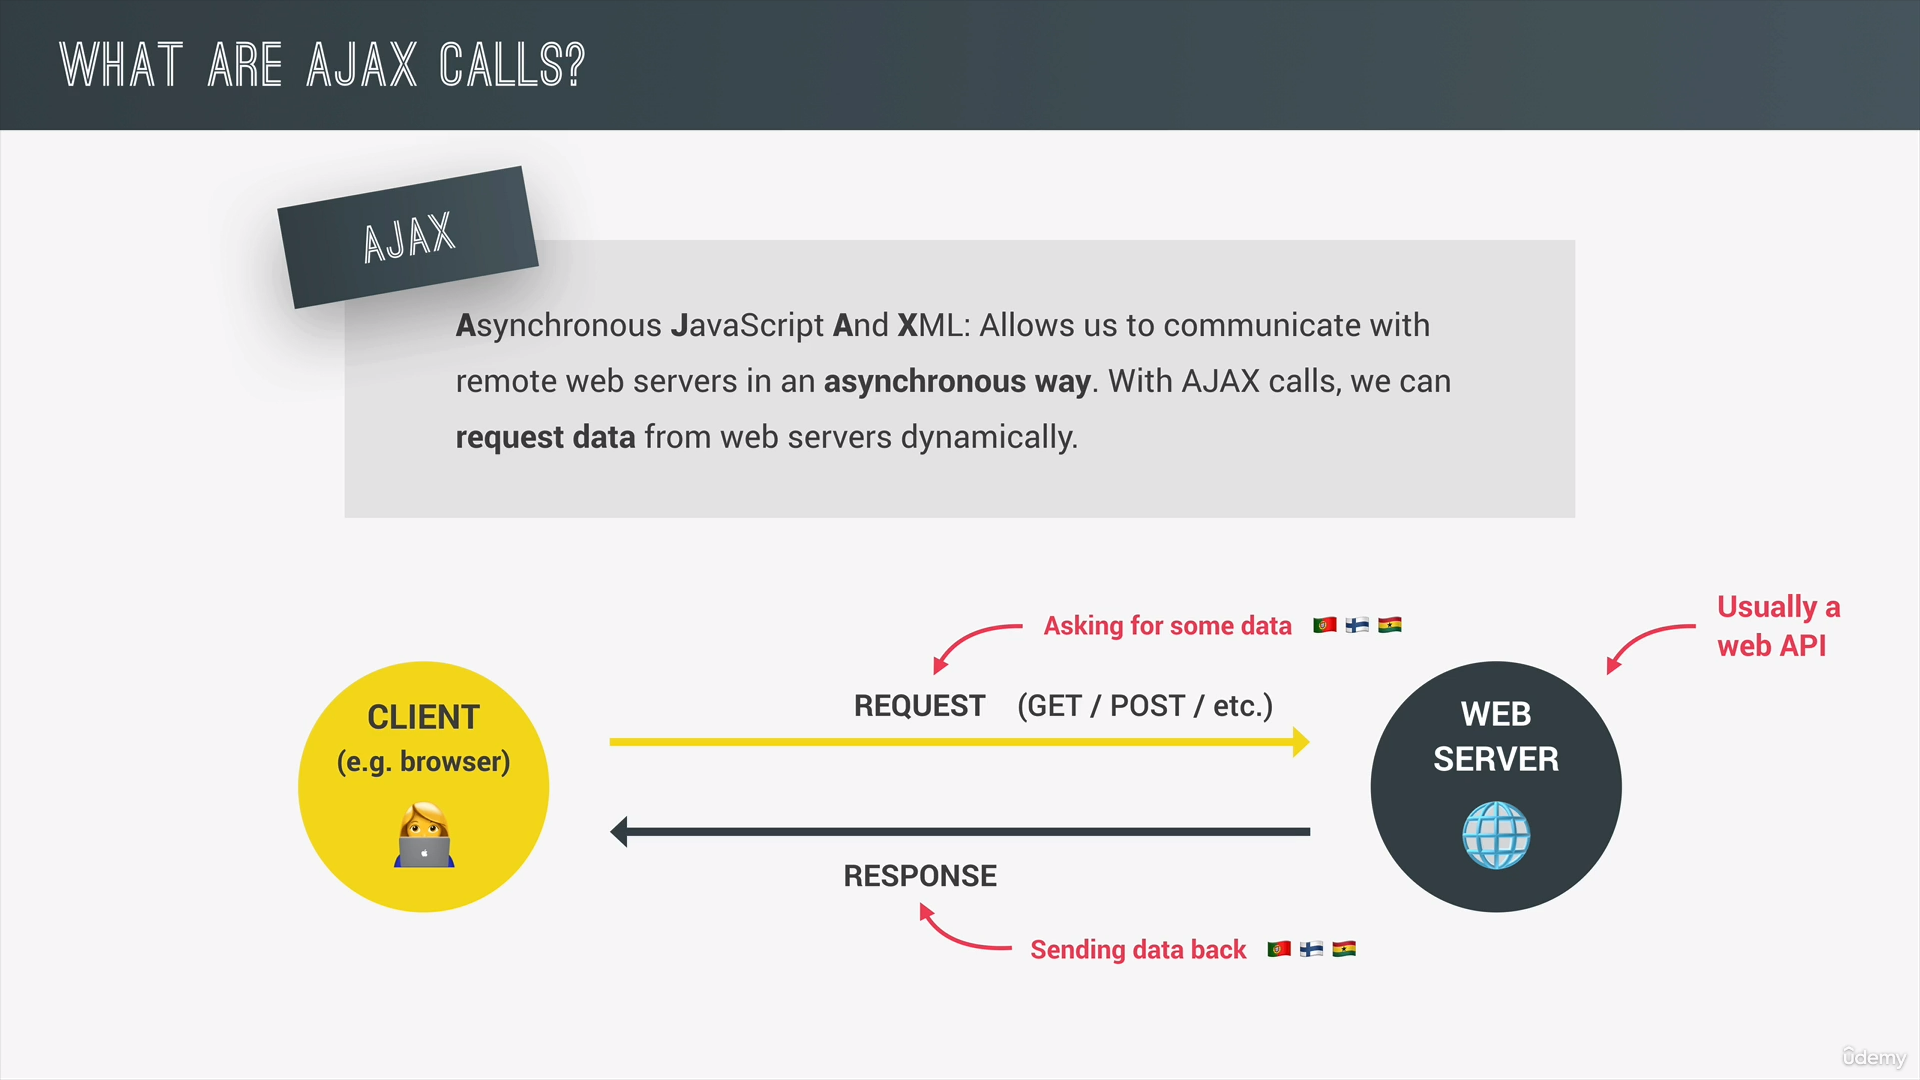 WHAT ARE AJAX CALLS?
AJAX
Asynchronous JavaScript And XML: Allows us to communicate with
remote web servers in an asynchronous way. With AJAX calls, we can
request data from web servers dynamically.
Usually a
web API
Asking for some data
REQUEST (GET / POST / etc.)
CLIENT
(e.g. browser)
WEB
SERVER
RESPONSE
Sending data back
ûdemy